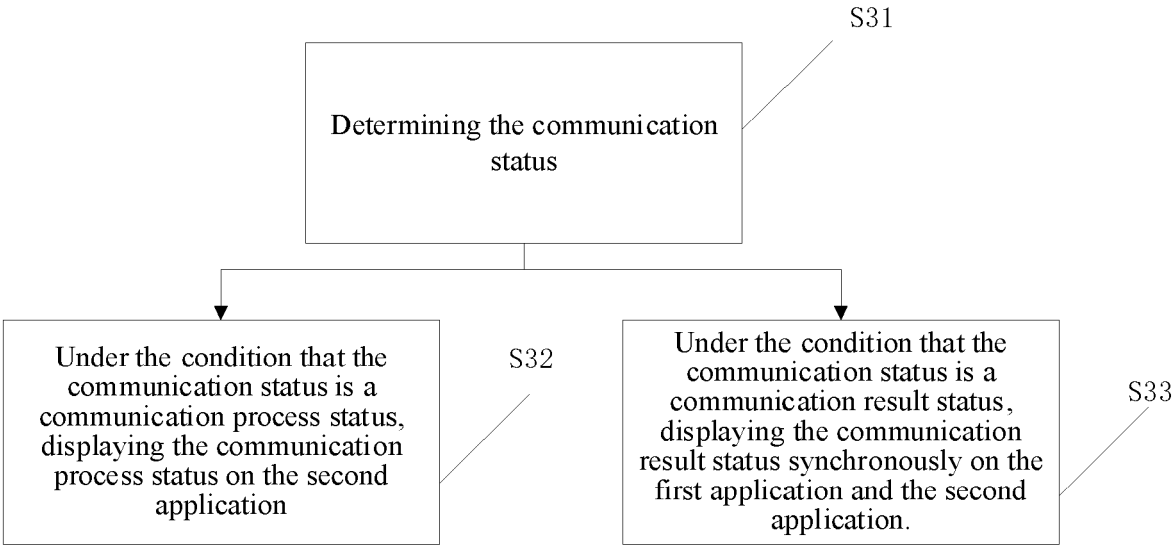 S31
Determining the communication
status
Under the condition that the
communication status is a
communication process status,
displaying the communication
process status on the second
application
S32
Under the condition that the
communication status is a
communication result status,
displaying the communication
result status synchronously on the
first application and the second
application.
S33